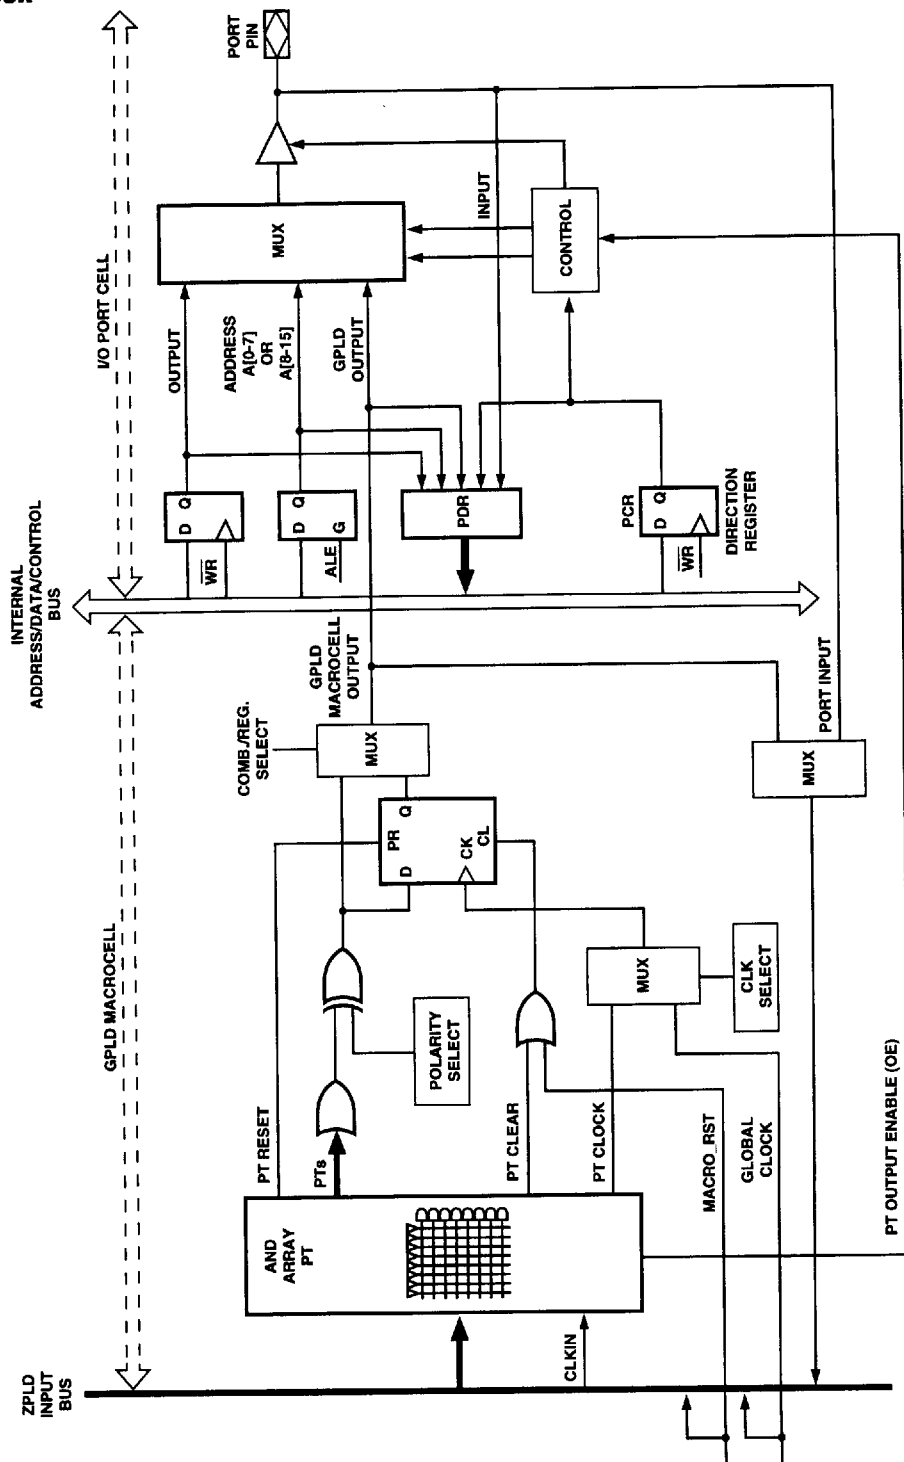 ZPLD
INPUT
BUS
GPLD MACROCELL
INTERNAL
ADDRESS/DATA/CONTROL
BUS
I/O PORT CELL
PORT
PIN
AND
ARRAY
PT
CLKIN
PT RESET
PTs
PT CLEAR
PT CLOCK
MACRO_RST
GLOBAL
CLOCK
PT OUTPUT ENABLE (OE)
POLARITY
SELECT
CLK
SELECT
MUX
D
PR
Q
CK
CL
COMB./REG.
SELECT
MUX
GPLD
MACROCELL
OUTPUT
MUX
PORT INPUT
D Q
WR
D Q
ALE G
PDR
PCR
D Q
WR
DIRECTION
REGISTER
OUTPUT
ADDRESS
A[0-7]
OR
A[8-15]
GPLD
OUTPUT
MUX
INPUT
CONTROL